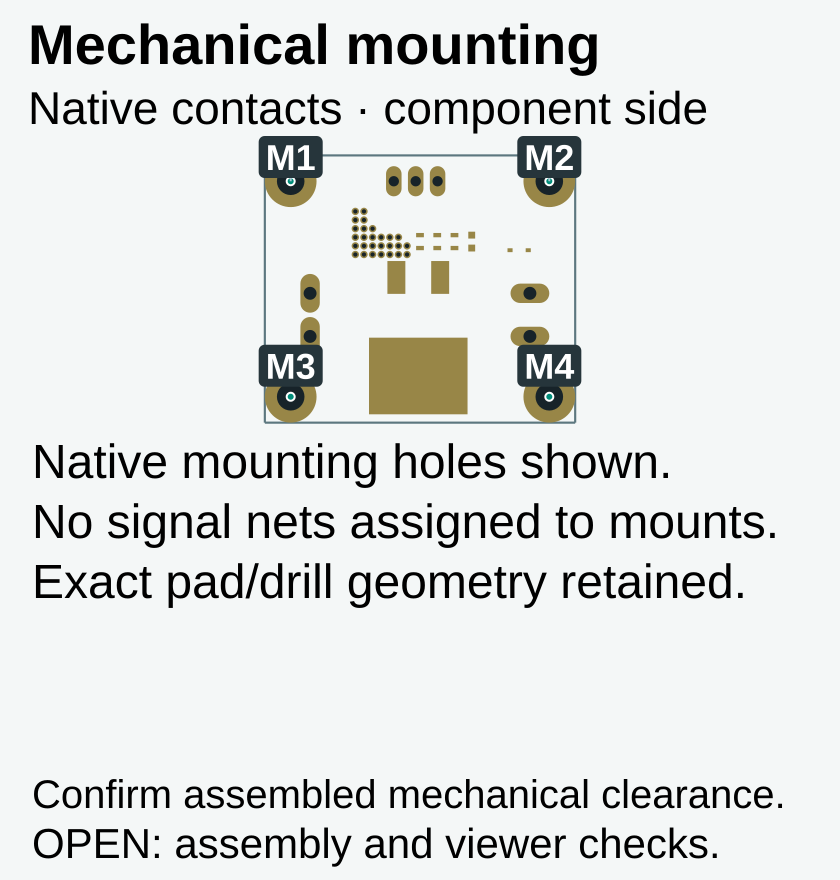 Mechanical mounting
Native contacts · component side
M1 M2
M3 M4
Native mounting holes shown.
No signal nets assigned to mounts.
Exact pad/drill geometry retained.
Confirm assembled mechanical clearance.
OPEN: assembly and viewer checks.